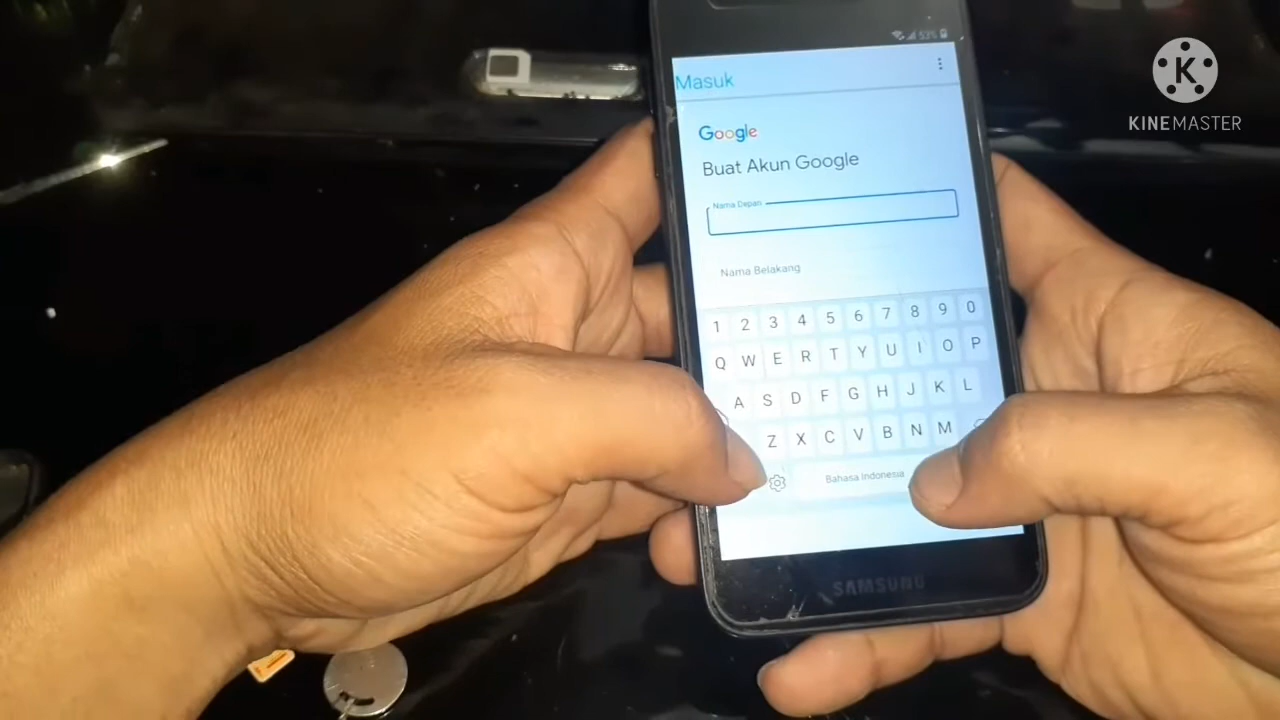 53%
Masuk
Google
Buat Akun Google
Nama Depan
Nama Belakang
1 2 3 4 5 6 7 8 9 0
Q W E R T Y U I O P
A S D F G H J K L
Z X C V B N M
Bahasa Indonesia
SAMSUNG
K
KINEMASTER